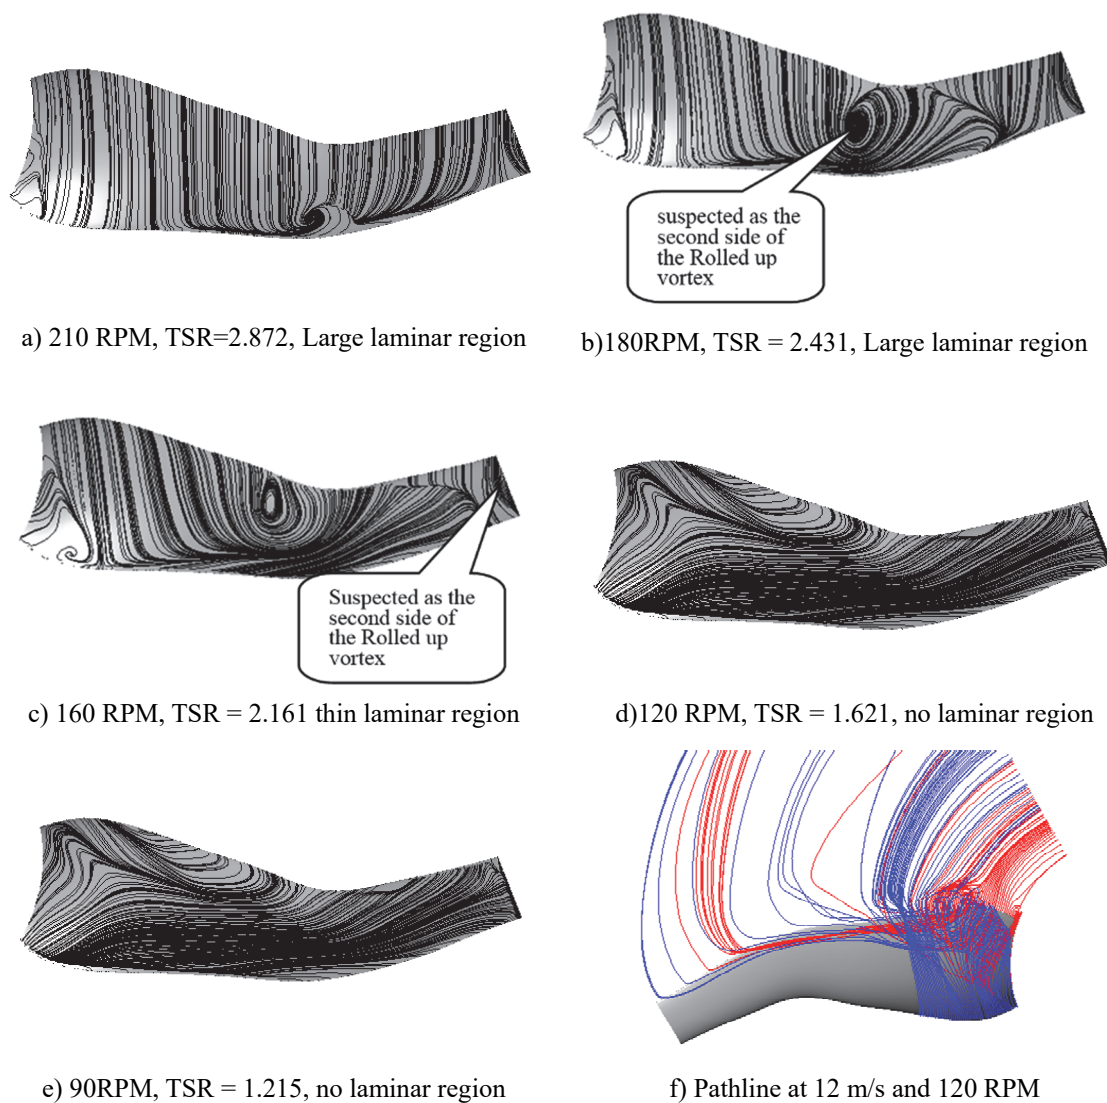 suspected as the
second side of
the Rolled up
vortex
a) 210 RPM, TSR=2.872, Large laminar region
b)180RPM, TSR = 2.431, Large laminar region
Suspected as the
second side of
the Rolled up
vortex
c) 160 RPM, TSR = 2.161 thin laminar region
d)120 RPM, TSR = 1.621, no laminar region
e) 90RPM, TSR = 1.215, no laminar region
f) Pathline at 12 m/s and 120 RPM